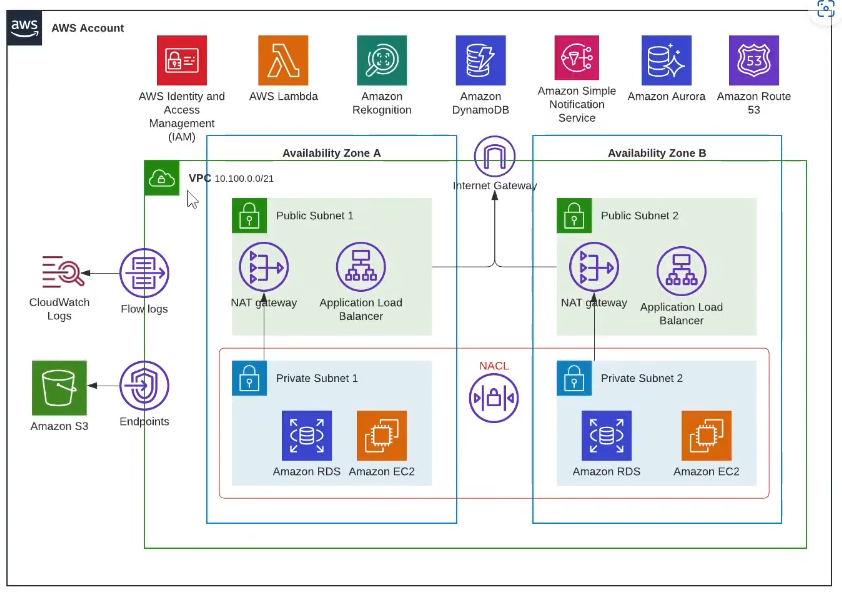 aws
AWS Account
AWS Identity and
Access
Management
(IAM)
AWS Lambda
Amazon
Rekognition
Amazon
DynamoDB
Amazon Simple
Notification
Service
Amazon Aurora
53
Amazon Route
53
Availability Zone A
Availability Zone B
Internet Gateway
VPC 10.100.0.0/21
Public Subnet 1
NAT gateway
Application Load
Balancer
Public Subnet 2
NAT gateway
Application Load
Balancer
CloudWatch
Logs
Flow logs
Amazon S3
Endpoints
Private Subnet 1
Amazon RDS
Amazon EC2
NACL
Private Subnet 2
Amazon RDS
Amazon EC2